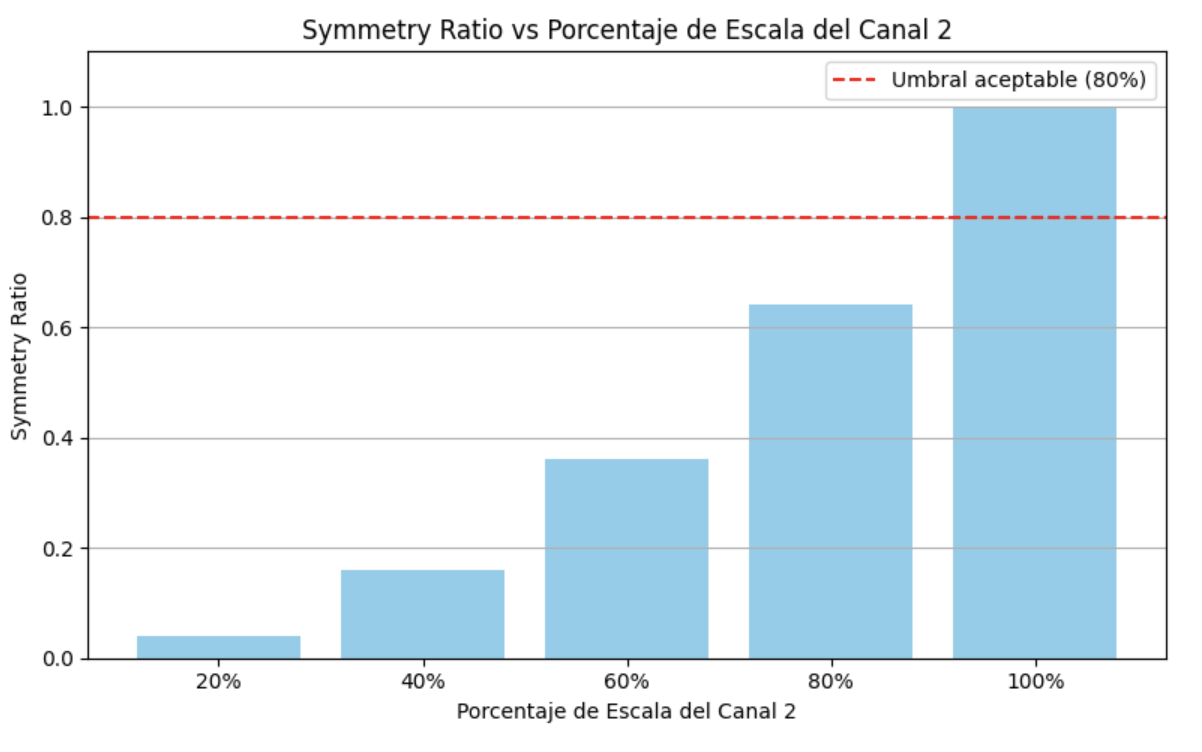 Symmetry Ratio vs Porcentaje de Escala del Canal 2
Umbral aceptable (80%)
1.0
0.8
0.6
0.4
0.2
0.0
Symmetry Ratio
20%
40%
60%
80%
100%
Porcentaje de Escala del Canal 2